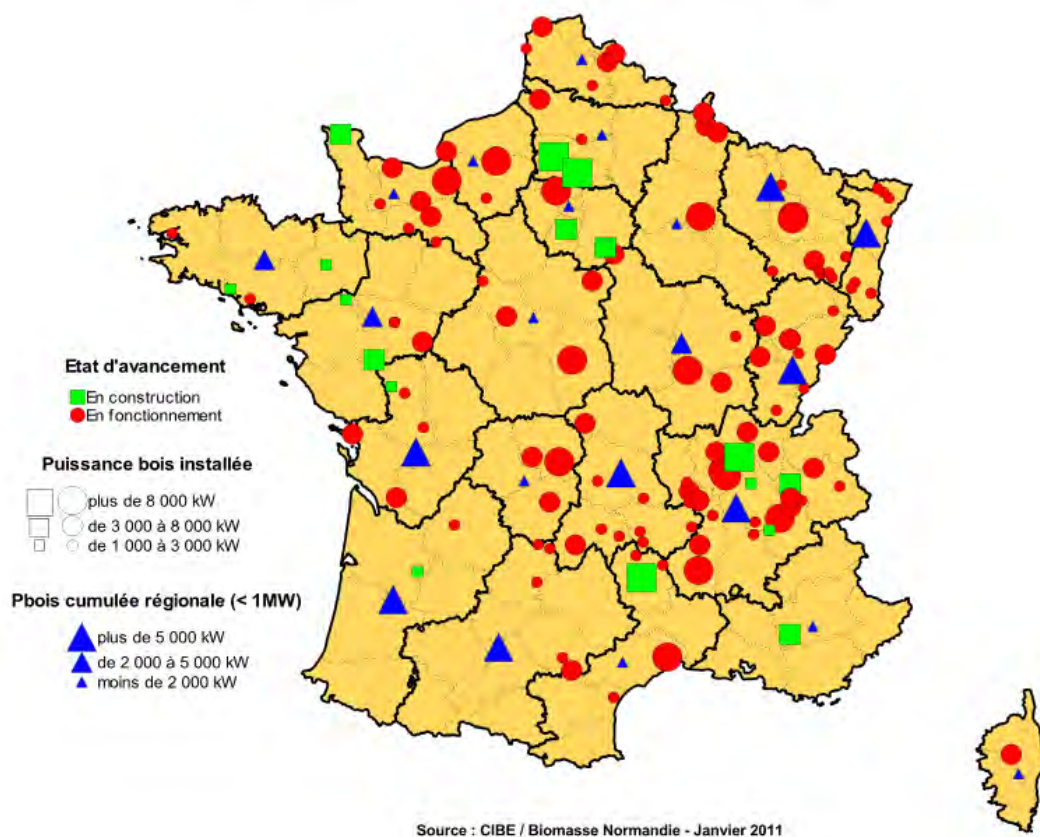 Etat d'avancement
En construction
En fonctionnement
Puissance bois installée
plus de 8 000 kW
de 3 000 à 8 000 kW
de 1 000 à 3 000 kW
Pbois cumulée régionale (< 1MW)
plus de 5 000 kW
de 2 000 à 5 000 kW
moins de 2 000 kW
Source : CIBE / Biomasse Normandie - Janvier 2011